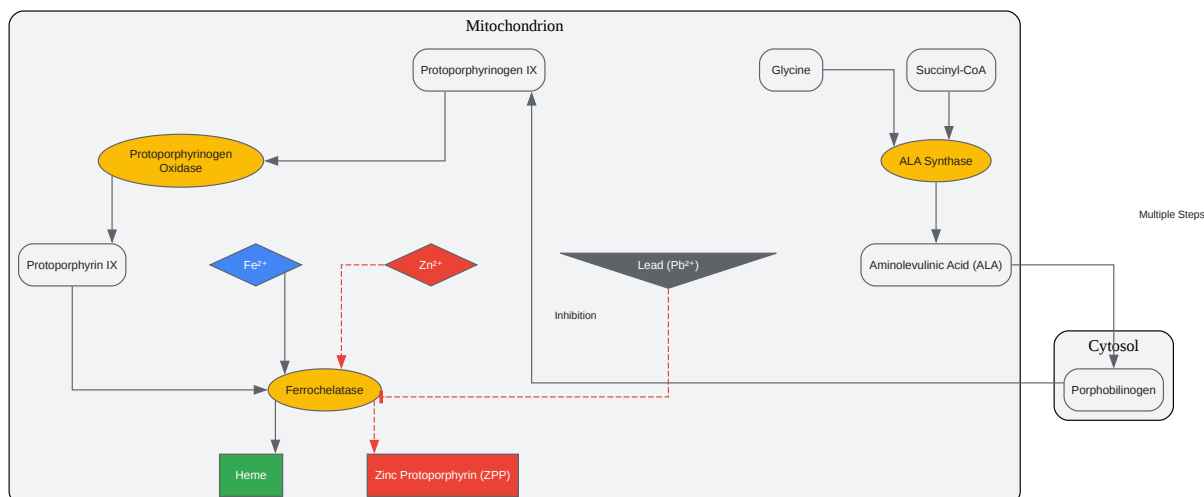 Mitochondrion
Protoporphyrinogen IX
Glycine
Succinyl-CoA
Protoporphyrinogen
Oxidase
ALA Synthase
Multiple Steps
Protoporphyrin IX
Fe²⁺
Zn²⁺
Lead (Pb²⁺)
Aminolevulinic Acid (ALA)
Inhibition
Cytosol
Ferrochelatase
Porphobilinogen
Heme
Zinc Protoporphyrin (ZPP)